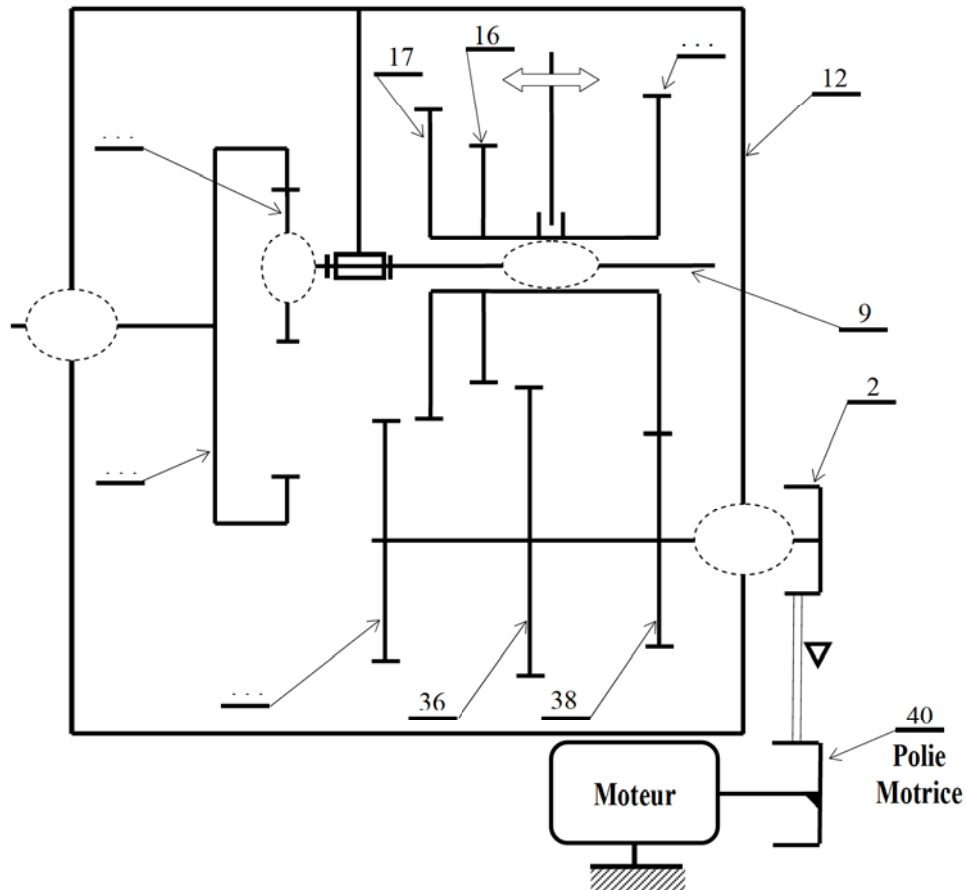 17
16
. . .
12
. . .
9
2
. . .
. . .
36
38
40
Polie
Motrice
Moteur